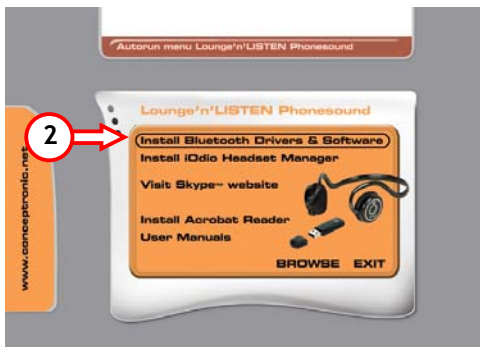 Autorun menu Lounge'n'LISTEN Phonesound
Lounge'n'LISTEN Phonesound
2
Install Bluetooth Drivers & Software
Install iOdio Headset Manager
Visit Skype™ website
Install Acrobat Reader
User Manuals
BROWSE EXIT
www.conceptronic.net